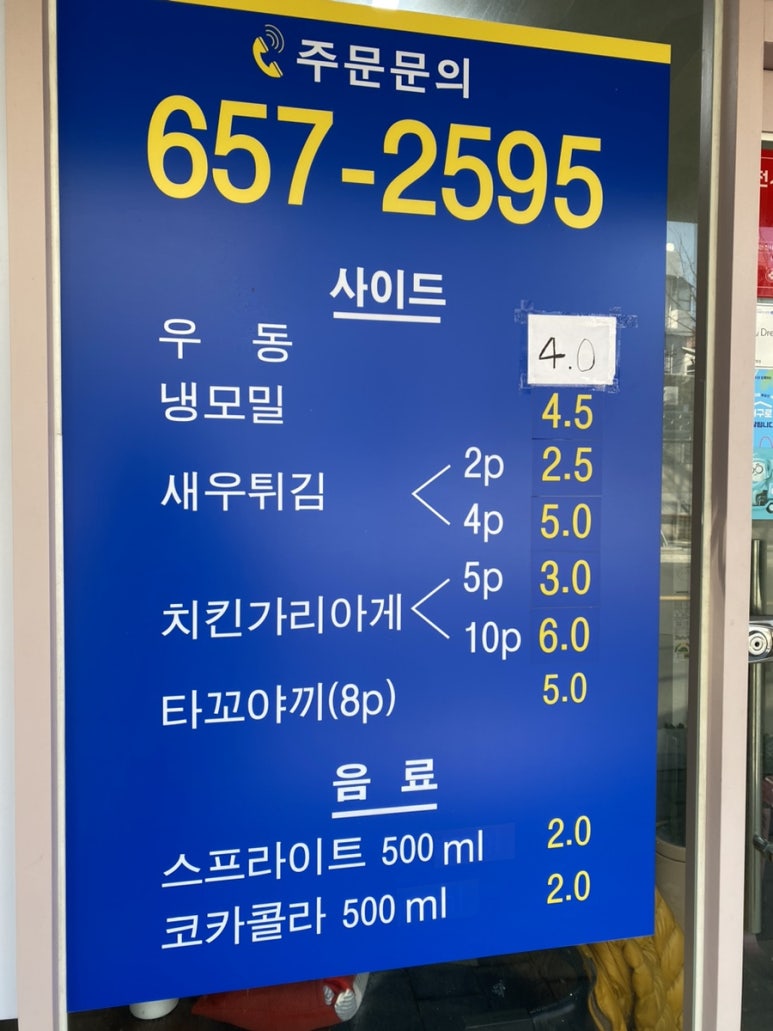 주문문의
657-2595
사이드
우 동 4.0
냉모밀 4.5
새우튀김 2p 2.5
4p 5.0
치킨가리아게 5p 3.0
10p 6.0
타꼬야끼(8p) 5.0
음 료
스프라이트 500 ml 2.0
코카콜라 500 ml 2.0